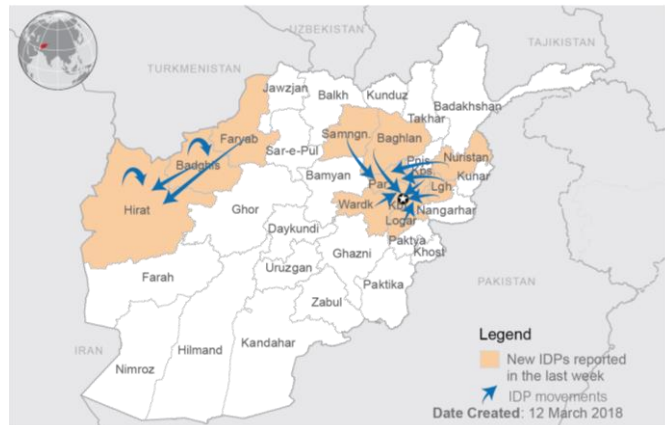 UZBEKISTAN
TAJIKISTAN
TURKMENISTAN
Jawzjan
Balkh
Kunduz
Badakhshan
Takhar
Faryab
Samngn.
Baghlan
Sar-e-Pul
Badghis
Pnjs.
Nuristan
Kps.
Kunar
Bamyan
Par.
Lgh.
Hirat
Wardk
Kbl.
Nangarhar
Ghor
Logar
Daykundi
Paktya
Khost
Ghazni
Uruzgan
Farah
Paktika
PAKISTAN
Zabul
Legend
IRAN
Nimroz
Hilmand
Kandahar
New IDPs reported
in the last week
IDP movements
Date Created: 12 March 2018